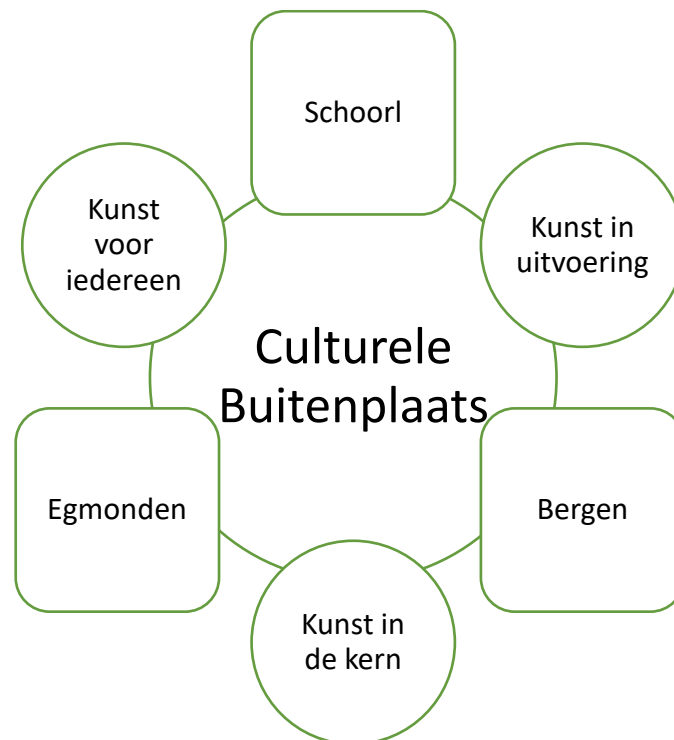 Schoorl
Kunst
voor
iedereen
Kunst in
uitvoering
Culturele
Buitenplaats
Egmonden
Bergen
Kunst in
de kern